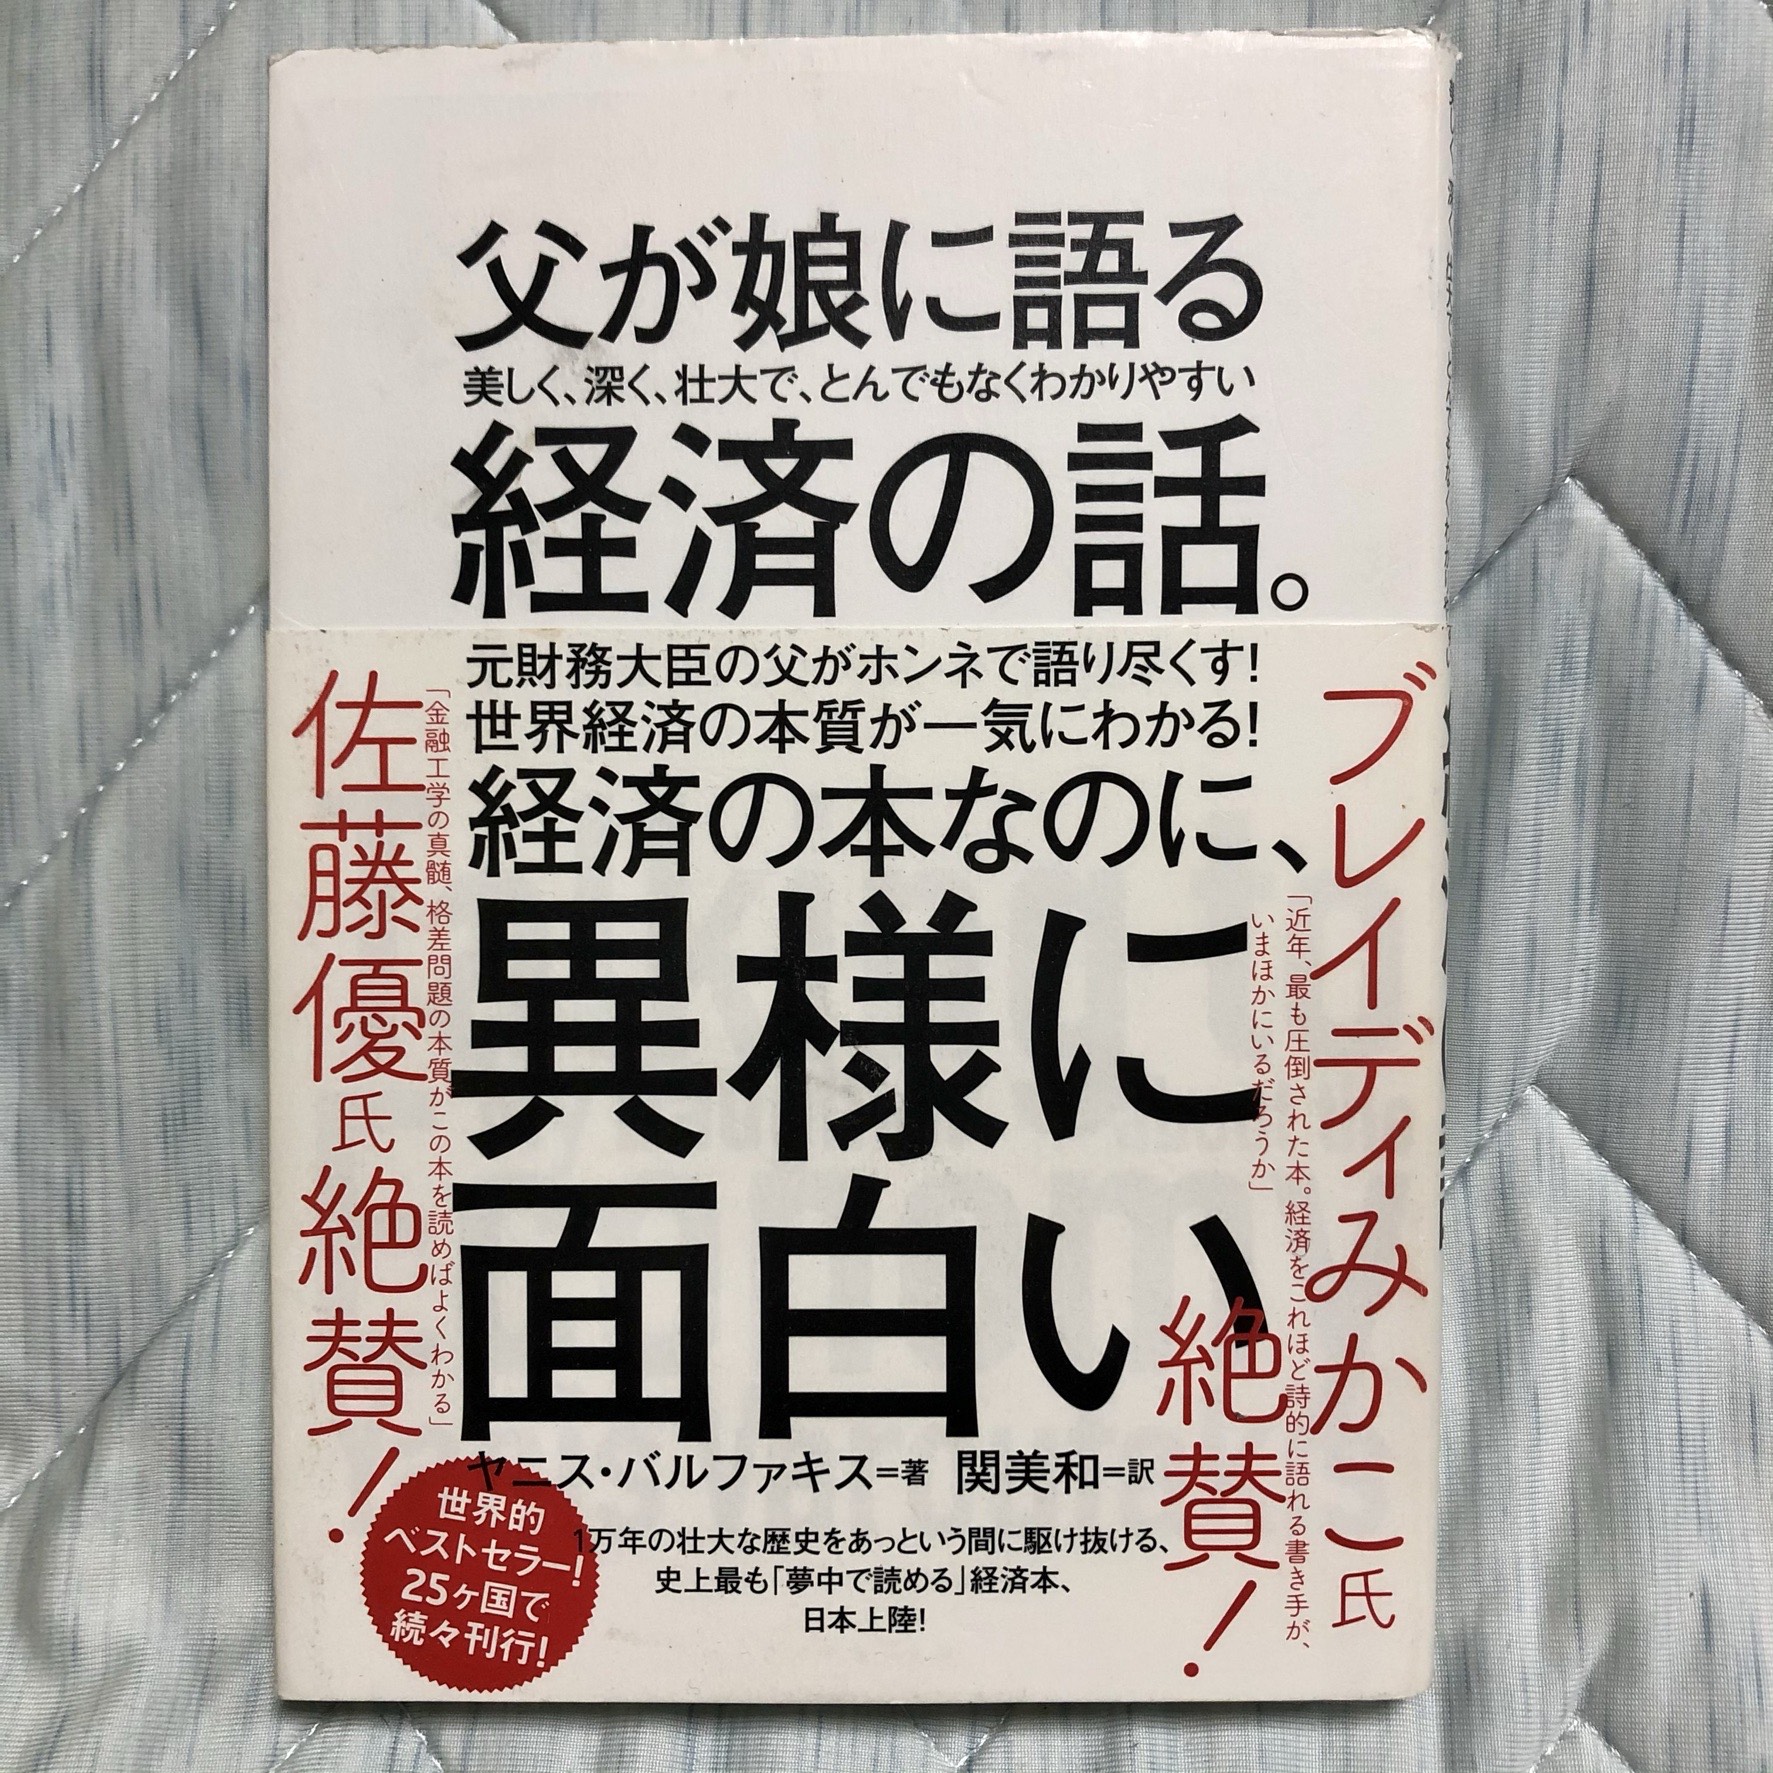 父が娘に語る
美しく、深く、壮大で、とんでもなくわかりやすい
経済の話。
元財務大臣の父がホンネで語り尽くす!
世界経済の本質が一気にわかる!
経済の本なのに、
異様に
面白い
ブレイディみかこ氏
絶賛!
「近年、最も圧倒された本。経済をこれほど詩的に語れる書き手が、
いまほかにいるだろうか」
佐藤優氏絶賛!
「金融工学の真髄、格差問題の本質がこの本を読めばよくわかる」
ヤニス・バルファキス=著 関美和=訳
1万年の壮大な歴史をあっという間に駆け抜ける、
史上最も「夢中で読める」経済本、
日本上陸!
世界的
ベストセラー!
25ヶ国で
続々刊行!